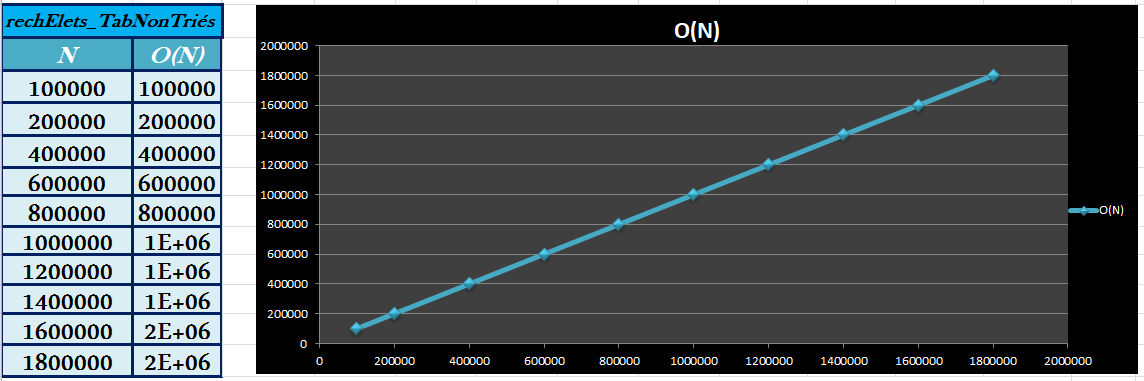 rechElets_TabNonTriés
N O(N)
100000 100000
200000 200000
400000 400000
600000 600000
800000 800000
1000000 1E+06
1200000 1E+06
1400000 1E+06
1600000 2E+06
1800000 2E+06
O(N)
2000000
1800000
1600000
1400000
1200000
1000000
800000
600000
400000
200000
0
0 200000 400000 600000 800000 1000000 1200000 1400000 1600000 1800000 2000000
O(N)